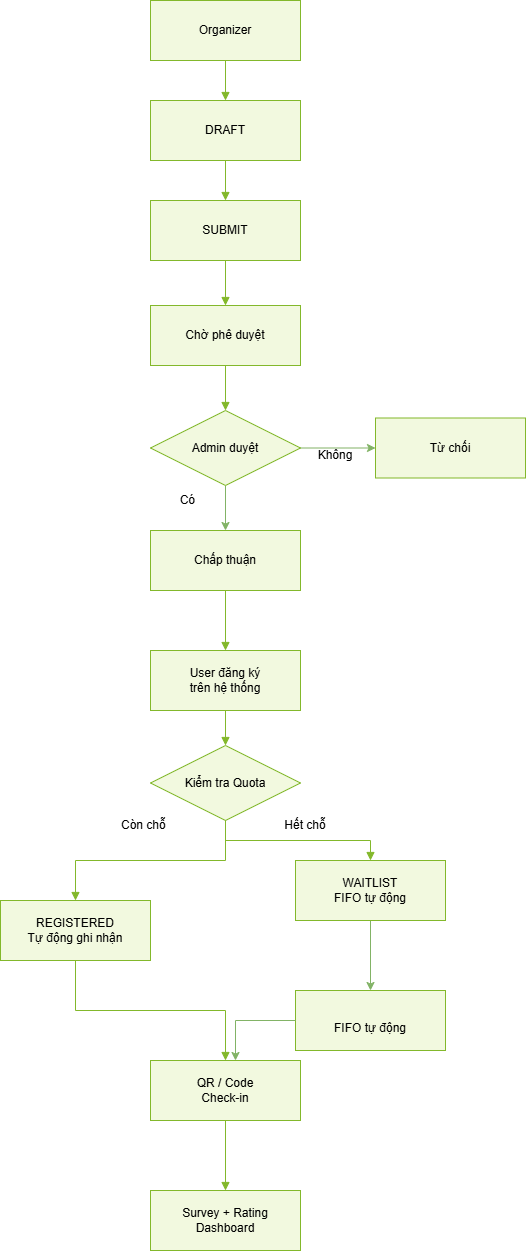 Organizer
DRAFT
SUBMIT
Chờ phê duyệt
Admin duyệt
Không
Từ chối
Có
Chấp thuận
User đăng ký
trên hệ thống
Kiểm tra Quota
Còn chỗ
Hết chỗ
WAITLIST
FIFO tự động
REGISTERED
Tự động ghi nhận
FIFO tự động
QR / Code
Check-in
Survey + Rating
Dashboard